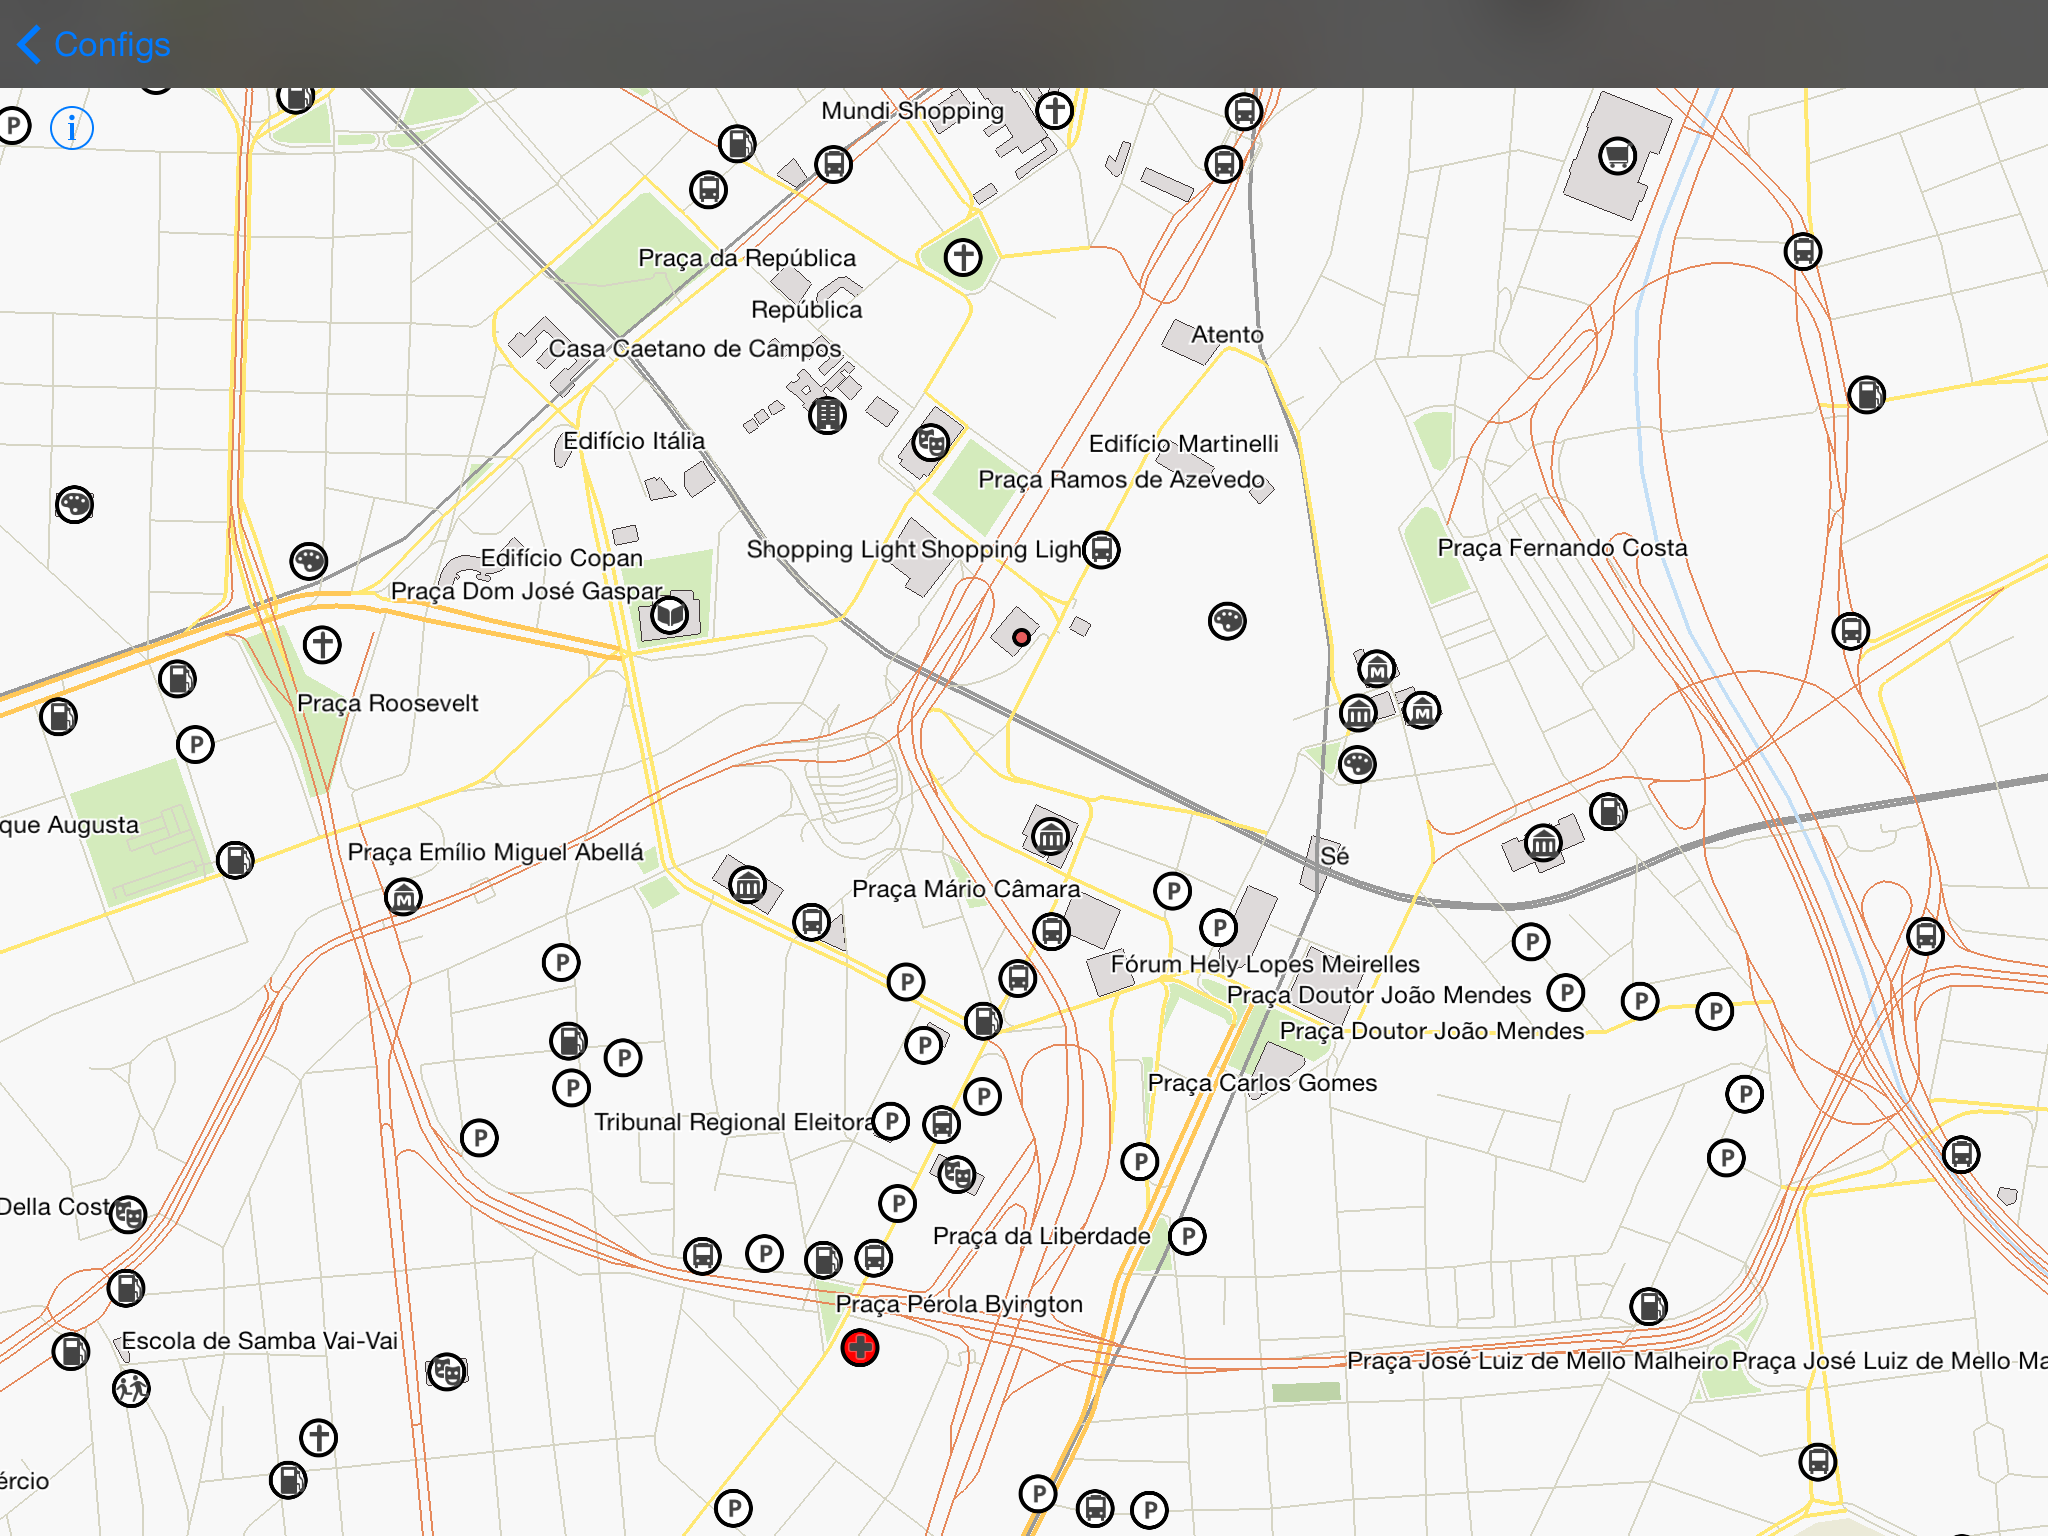 Configs
Mundi Shopping
Praça da República
República
Atento
Casa Caetano de Campos
Edifício Itália
Edifício Martinelli
Praça Ramos de Azevedo
Edifício Copan
Shopping Light
Shopping Ligh
Praça Fernando Costa
Praça Dom José Gaspar
Praça Roosevelt
que Augusta
Praça Emílio Miguel Abellá
Sé
Praça Mário Câmara
Fórum Hely Lopes Meirelles
Praça Doutor João Mendes
Praça Doutor João Mendes
Praça Carlos Gomes
Tribunal Regional Eleitora
Della Cost
Praça da Liberdade
Praça Pérola Byington
Escola de Samba Vai-Vai
Praça José Luiz de Mello Malheiro
Praça José Luiz de Mello Ma
ércio